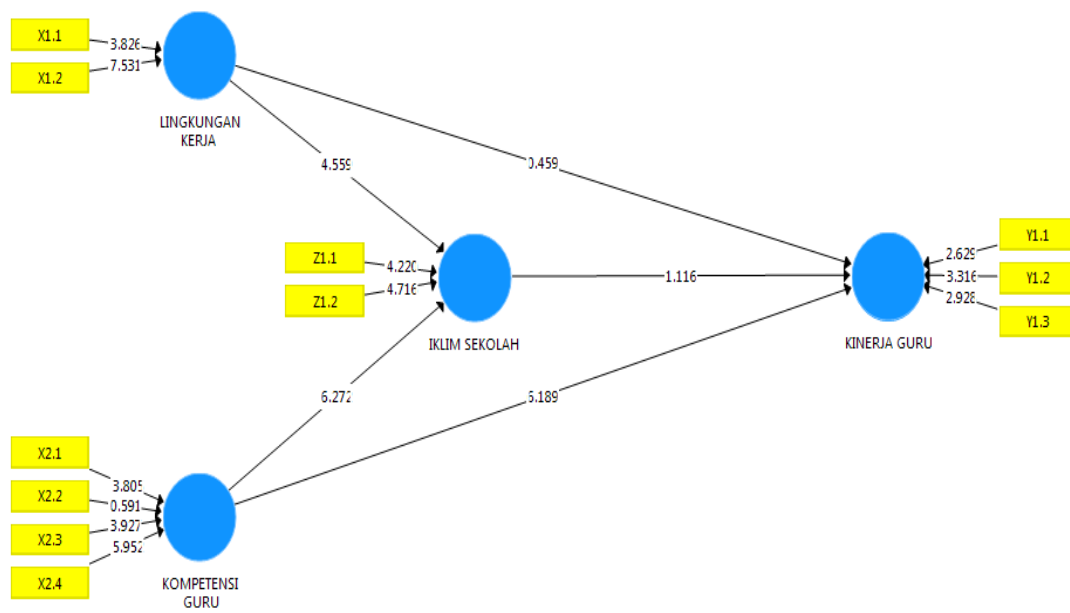 X1.1
3.826
X1.2
7.531
LINGKUNGAN
KERJA
4.559
0.459
Z1.1
4.220
Z1.2
4.716
IKLIM SEKOLAH
1.116
Y1.1
2.629
Y1.2
3.316
Y1.3
2.928
KINERJA GURU
6.272
X2.1
3.805
X2.2
0.591
X2.3
3.927
X2.4
5.952
KOMPETENSI
GURU